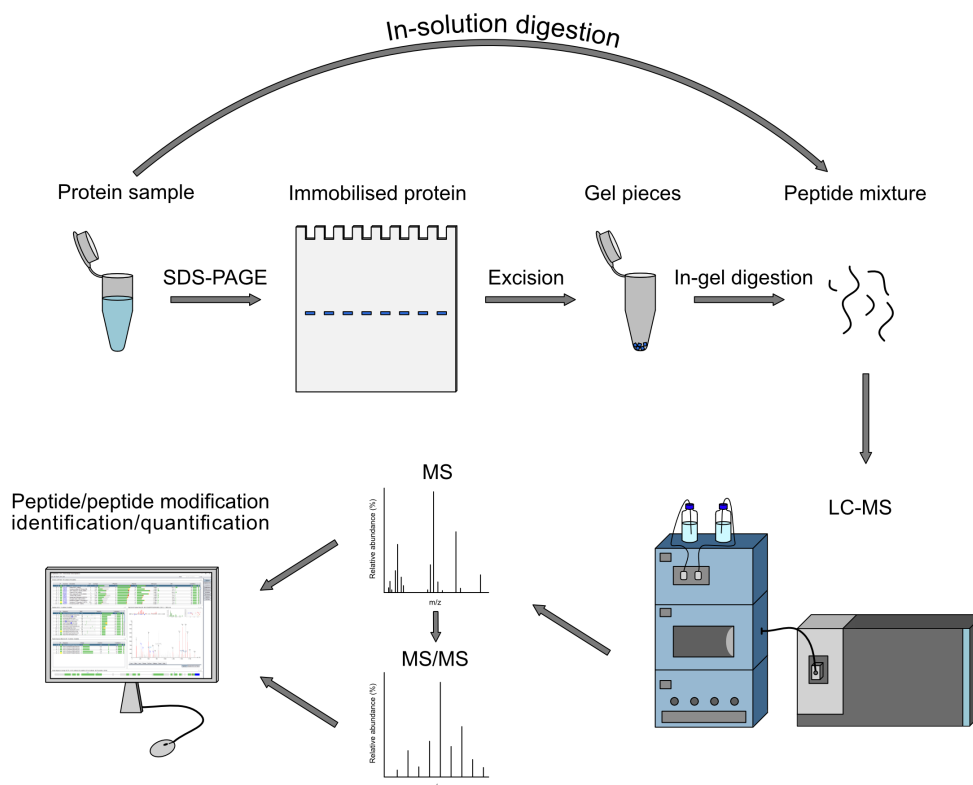 In-solution digestion
Protein sample
Immobilised protein
Gel pieces
Peptide mixture
SDS-PAGE
Excision
In-gel digestion
LC-MS
MS
Relative abundance (%)
m/z
Peptide/peptide modification
identification/quantification
MS/MS
Relative abundance (%)